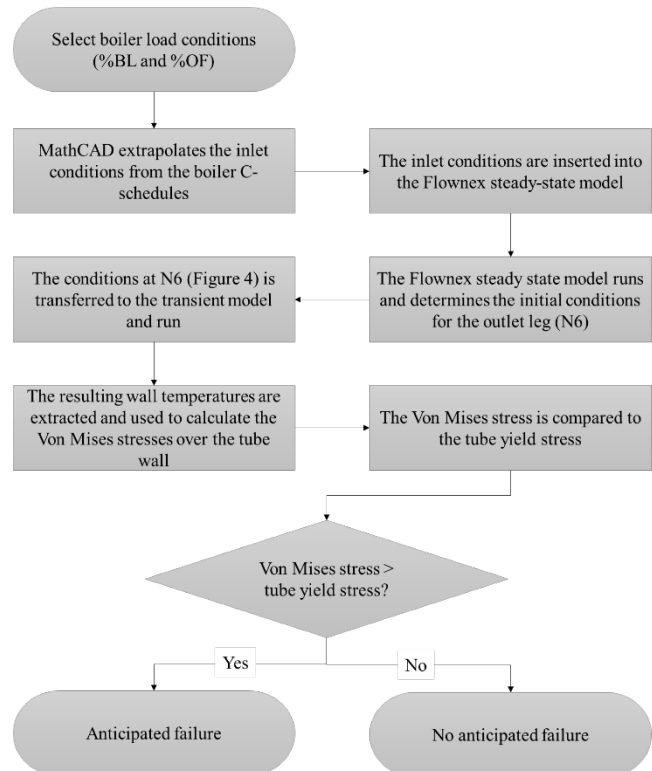 Select boiler load conditions
(%BL and %OF)
MathCAD extrapolates the inlet
conditions from the boiler C-
schedules
The inlet conditions are inserted into
the Flownex steady-state model
The Flownex steady state model runs
and determines the initial conditions
for the outlet leg (N6)
The conditions at N6 (Figure 4) is
transferred to the transient model
and run
The resulting wall temperatures are
extracted and used to calculate the
Von Mises stresses over the tube
wall
The Von Mises stress is compared to
the tube yield stress
Von Mises stress >
tube yield stress?
Yes
No
Anticipated failure
No anticipated failure